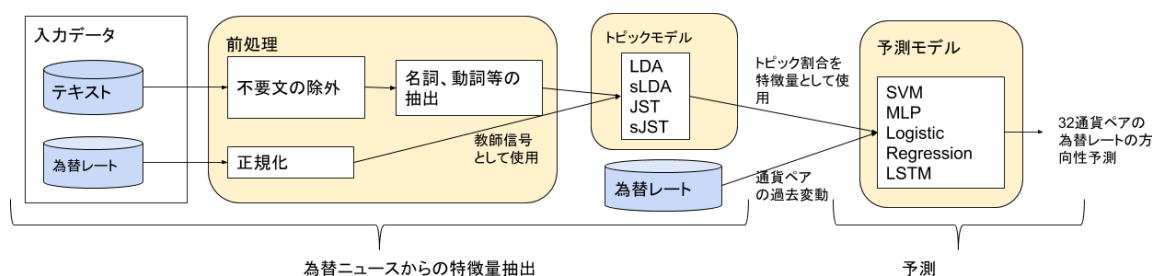 入力データ
テキスト
為替レート
前処理
不要文の除外
名詞、動詞等の
抽出
正規化
教師信号
として使用
トピックモデル
LDA
sLDA
JST
sJST
為替レート
トピック割合を
特徴量として使
用
通貨ペア
の過去変動
予測モデル
SVM
MLP
Logistic
Regression
LSTM
32通貨ペアの
為替レートの方
向性予測
為替ニュースからの特徴量抽出
予測